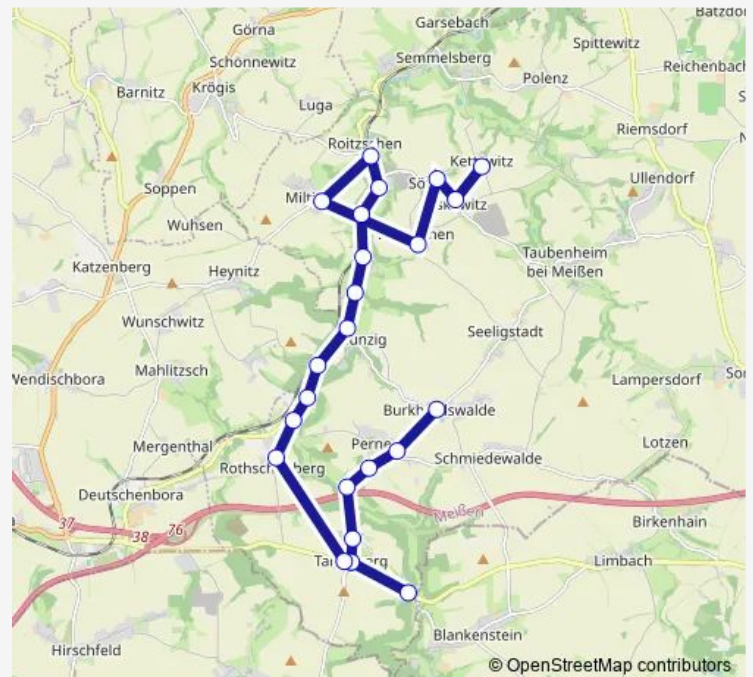 Batzdo
Görna
Garsebach
Schönnewitz
Semmelsberg
Spittewitz
Barnitz
Krögis
Polenz
Reichenbach
Luga
Roitzschen
Riemsdorf
Soppen
Ullendorf
Wuhsen
Katzenberg
Heynitz
Taubenheim
bei Meißen
Wunschwitz
Seeligstadt
Wendischbora
Mahlitzsch
Lampersdorf
Mergenthal
Schmiedewalde
Lotzen
Deutschenbora
Meißen
37
38
76
Birkenhain
Limbach
Hirschfeld
Blankenstein
© OpenStreetMap contributors